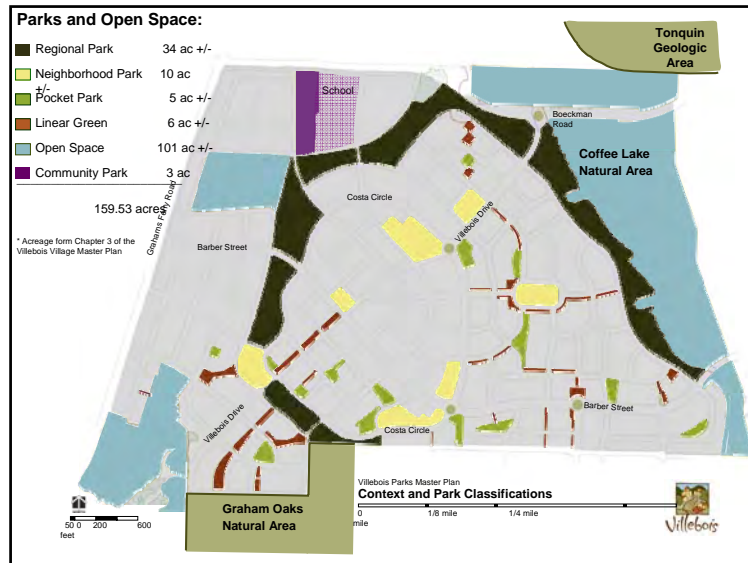 Parks and Open Space:
Regional Park 34 ac +/-
Neighborhood Park 10 ac
+/-
Pocket Park 5 ac +/-
Linear Green 6 ac +/-
Open Space 101 ac +/-
Community Park 3 ac
159.53 acres
* Acreage form Chapter 3 of the
Villebois Village Master Plan
Tonquin
Geologic
Area
School
Boeckman
Road
Coffee Lake
Natural Area
Costa Circle
Villebois Drive
Grahams Ferry Road
Barber Street
Villebois Drive
Costa Circle
Barber Street
Graham Oaks
Natural Area
Villebois Parks Master Plan
Context and Park Classifications
0
mile
1/8 mile
1/4 mile
50 0 200 600
feet
Villebois